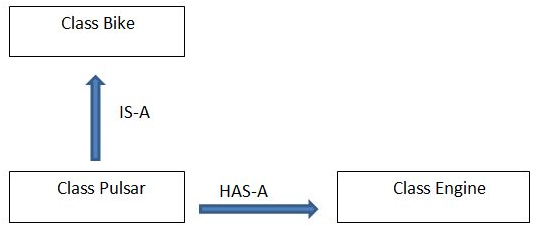 Class Bike
IS-A
Class Pulsar
HAS-A
Class Engine